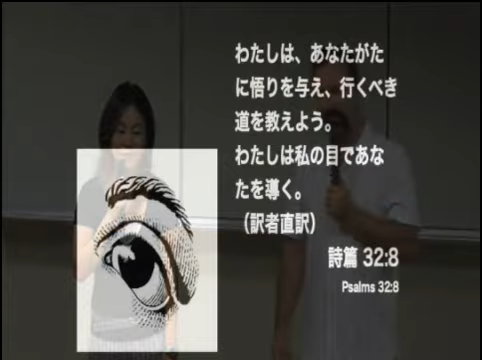 わたしは、あなたがた
に悟りを与え、行くべき
道を教えよう。
わたしは私の目であな
たを導く。
（訳者直訳）
詩篇 32:8
Psalms 32:8